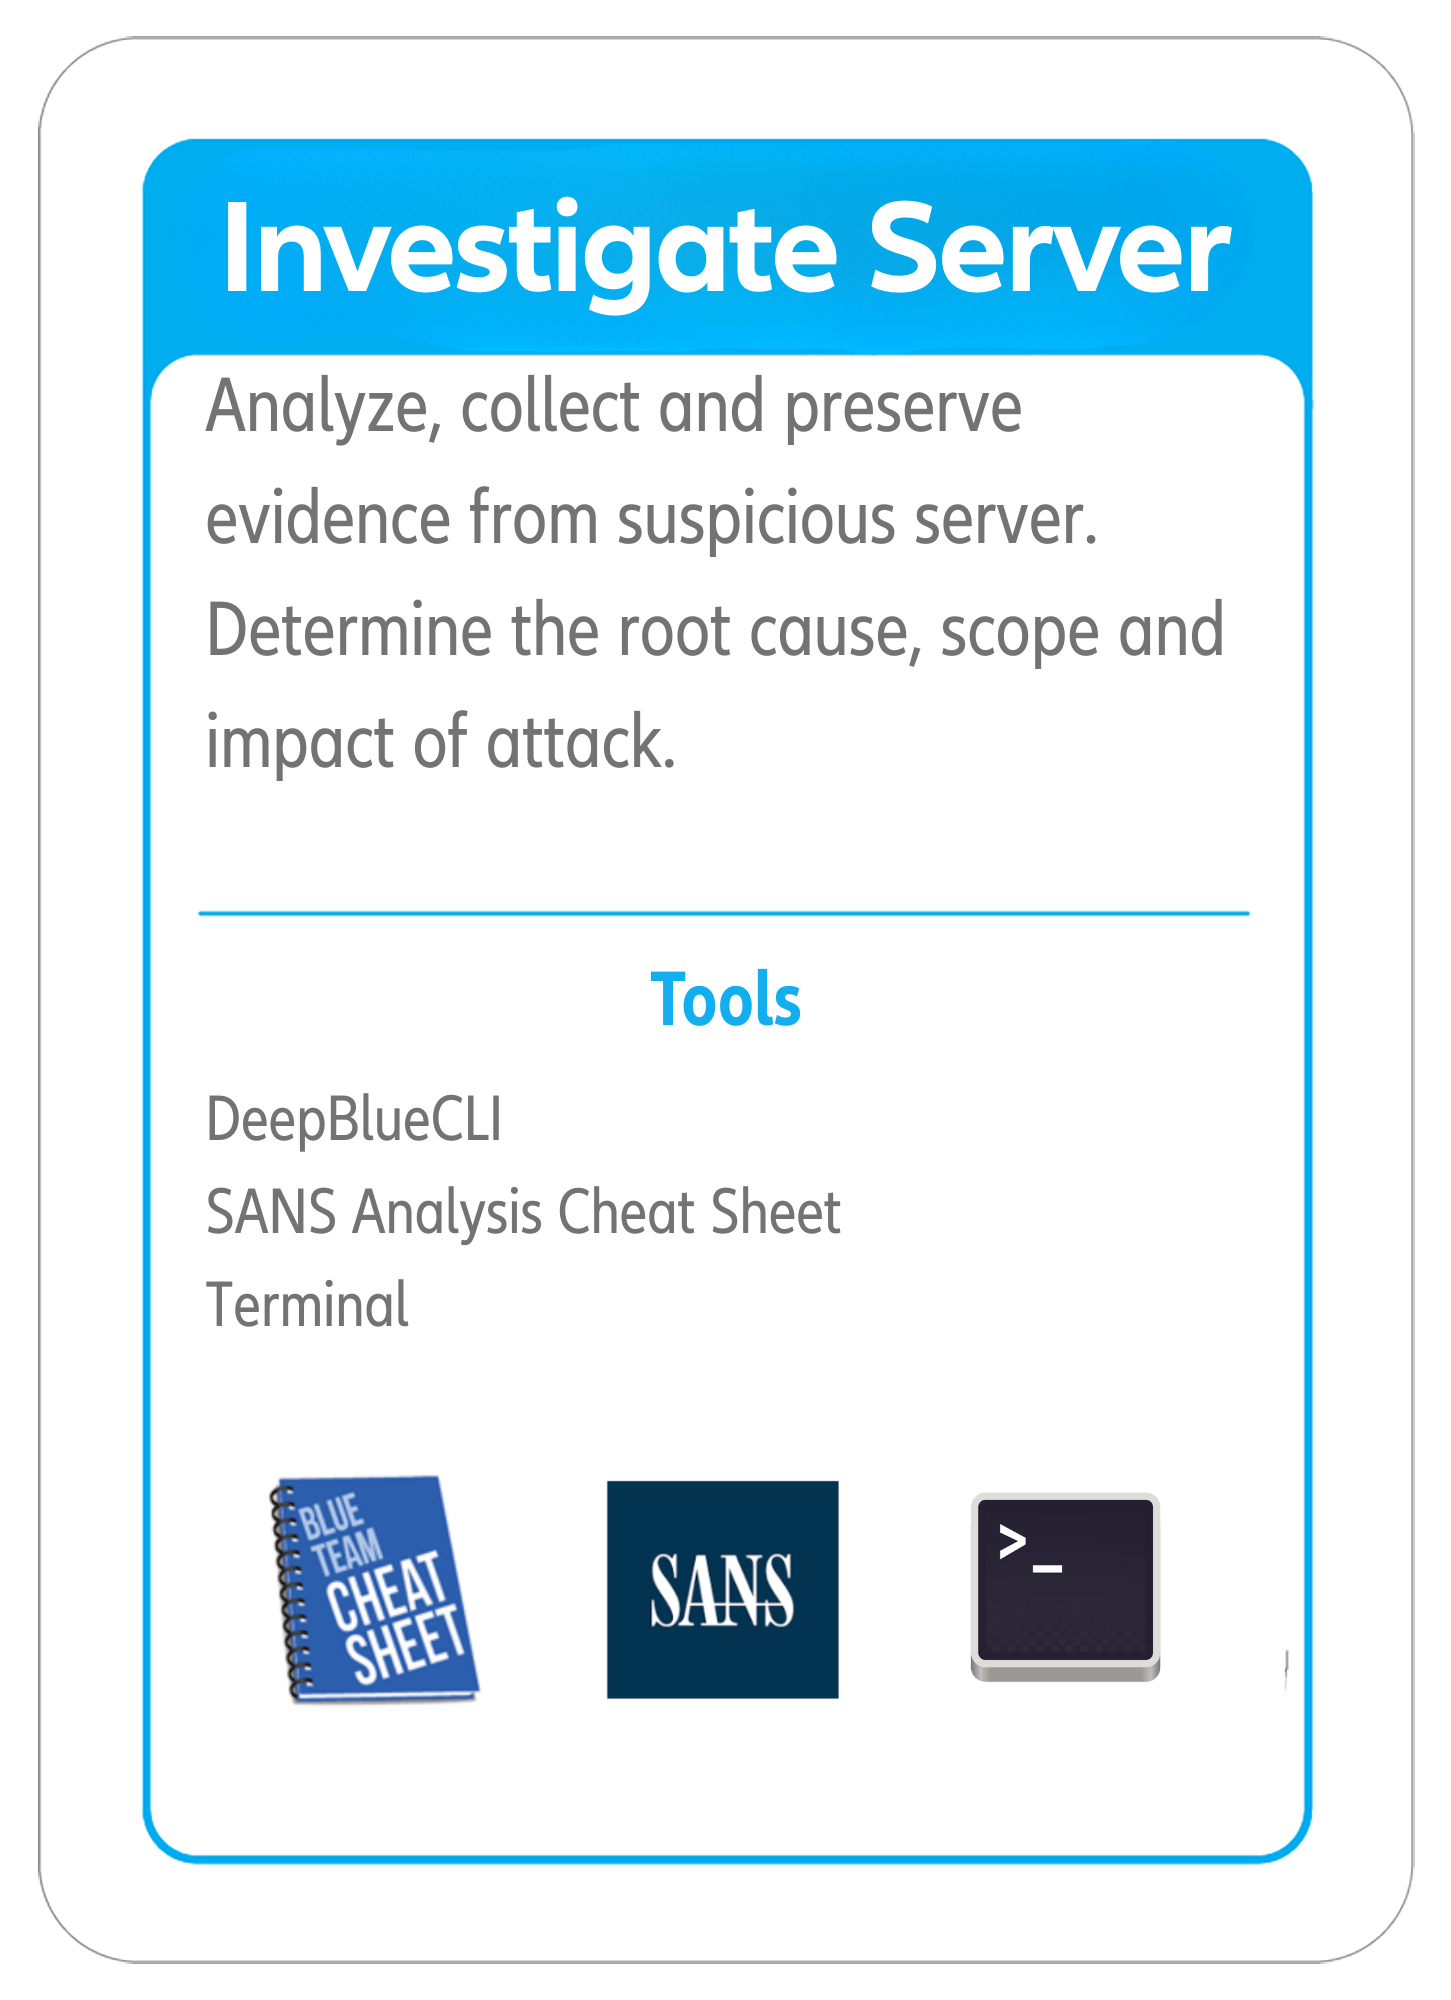 Investigate Server
Analyze, collect and preserve
evidence from suspicious server.
Determine the root cause, scope and
impact of attack.
Tools
DeepBlueCLI
SANS Analysis Cheat Sheet
Terminal
BLUE
TEAM
CHEAT
SHEET
SANS
>_